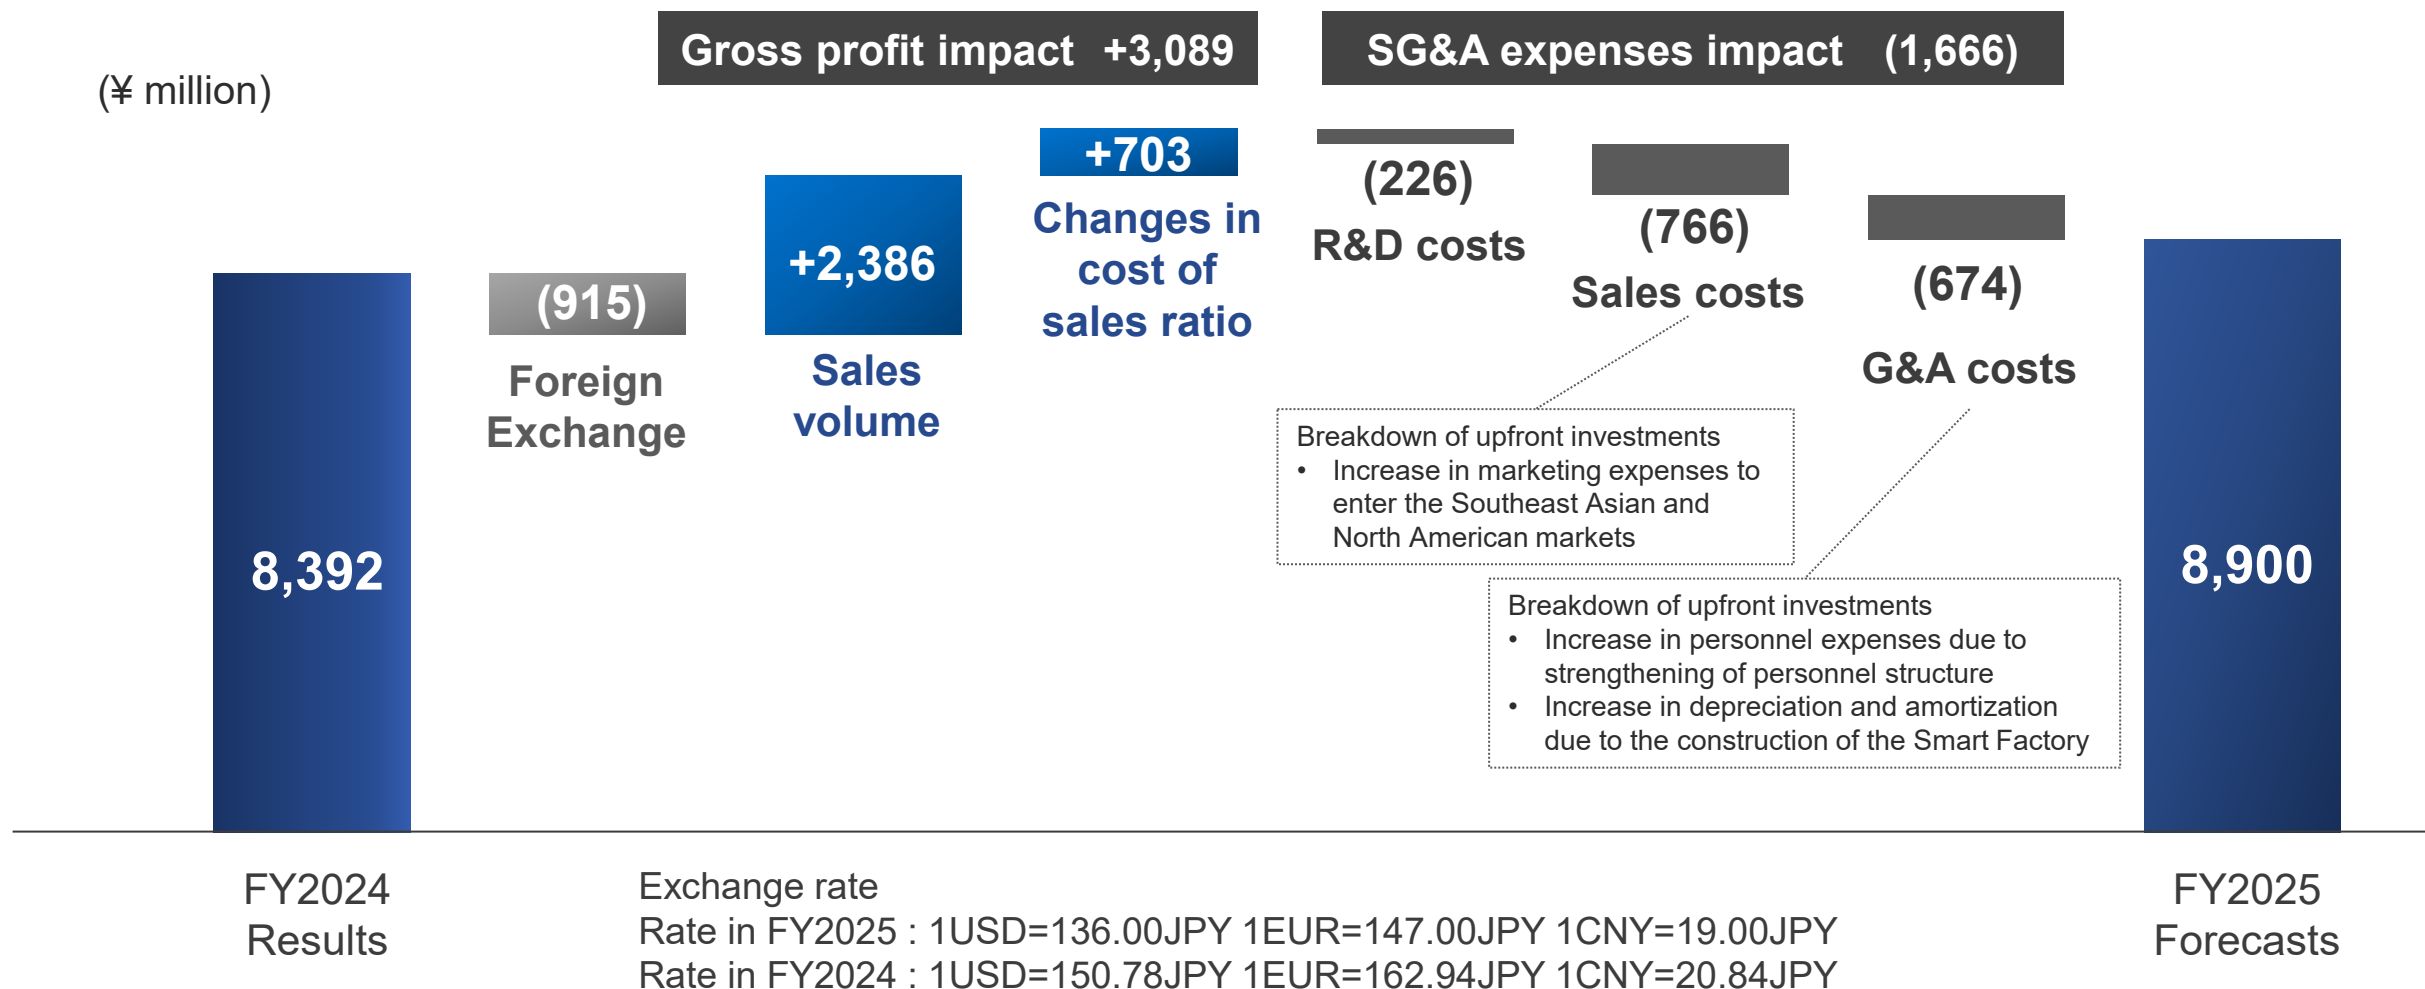 Gross profit impact +3,089
SG&A expenses impact (1,666)
(¥ million)
8,392
(915)
Foreign
Exchange
+2,386
Sales
volume
+703
Changes in
cost of
sales ratio
(226)
R&D costs
(766)
Sales costs
(674)
G&A costs
Breakdown of upfront investments
• Increase in marketing expenses to
enter the Southeast Asian and
North American markets
Breakdown of upfront investments
• Increase in personnel expenses due to
strengthening of personnel structure
• Increase in depreciation and amortization
due to the construction of the Smart Factory
8,900
FY2024
Results
Exchange rate
Rate in FY2025 : 1USD=136.00JPY 1EUR=147.00JPY 1CNY=19.00JPY
Rate in FY2024 : 1USD=150.78JPY 1EUR=162.94JPY 1CNY=20.84JPY
FY2025
Forecasts